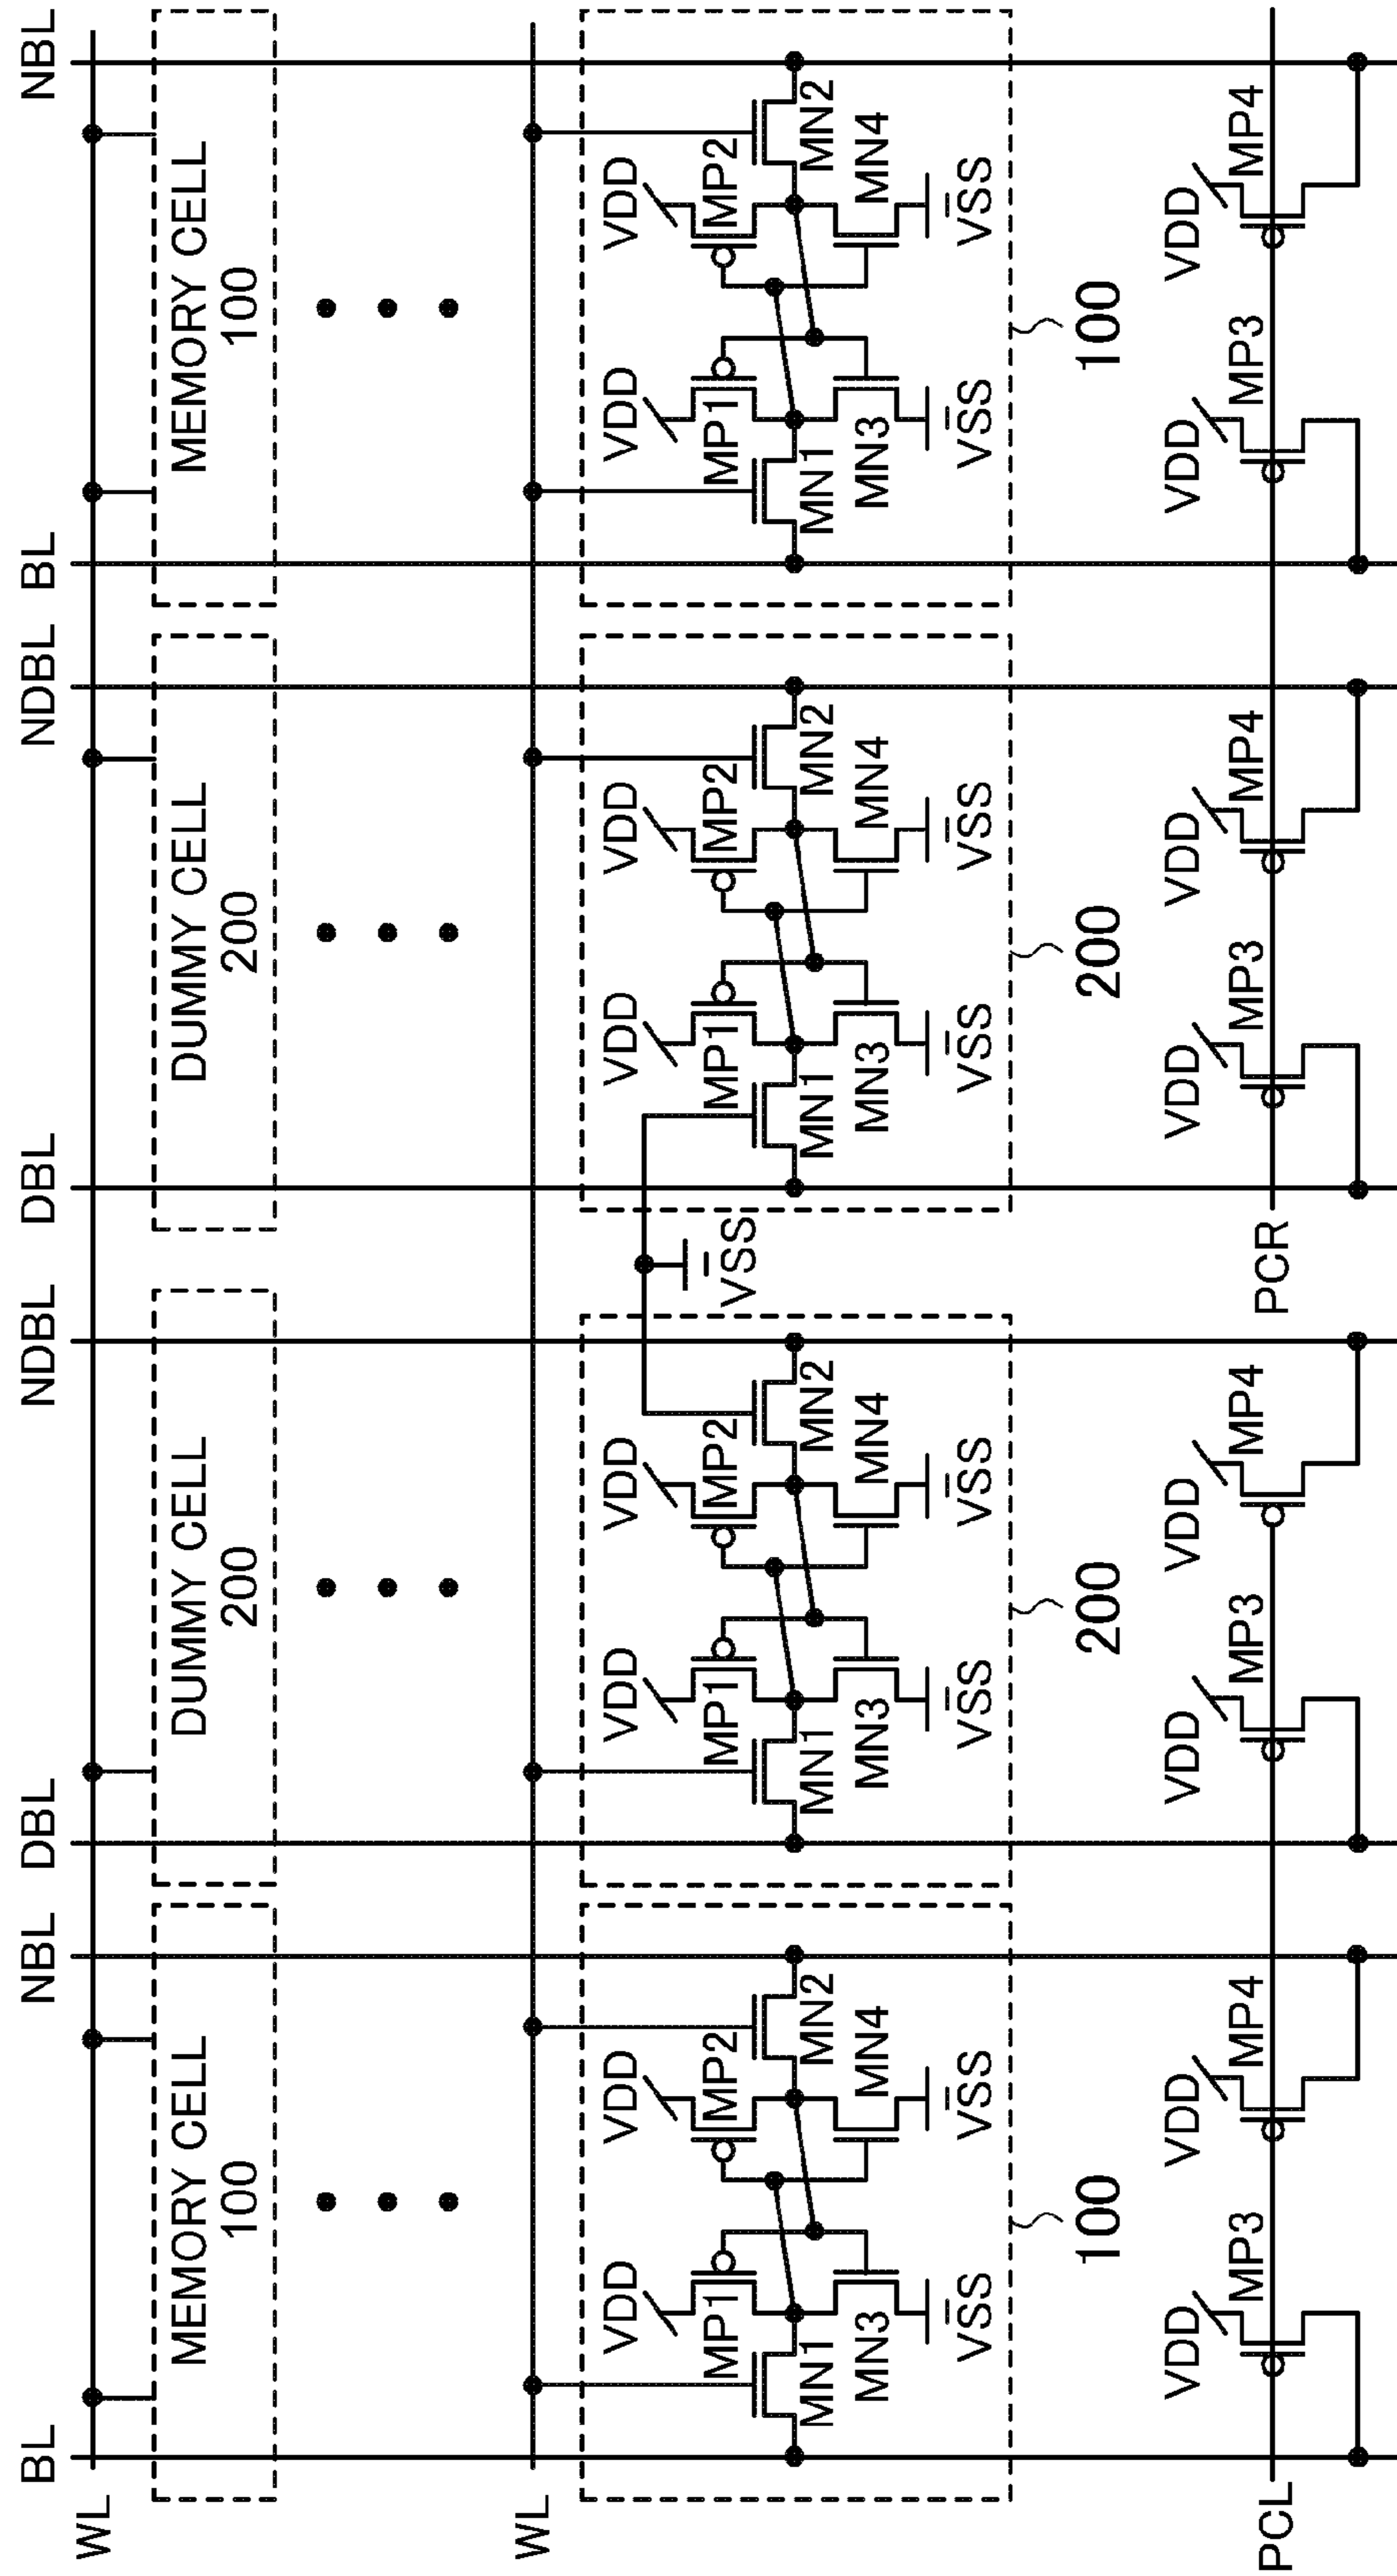 BL NBL DBL NDBL DBL NDBL BL NBL
WL
MEMORY CELL DUMMY CELL DUMMY CELL MEMORY CELL
100 200 200 100
WL
VDD VDD VDD VDD VDD VDD VDD VDD
MP1 MP2 MP1 MP2 MP1 MP2 MP1 MP2
VSS
MN1 MN2 MN1 MN2 MN1 MN2 MN1 MN2
MN3 MN4 MN3 MN4 MN3 MN4 MN3 MN4
VSS VSS VSS VSS VSS VSS VSS VSS
100 200 200 100
VDD VDD VDD VDD VDD VDD VDD VDD
MP3 MP4 MP3 MP4 MP3 MP4 MP3 MP4
PCL PCR